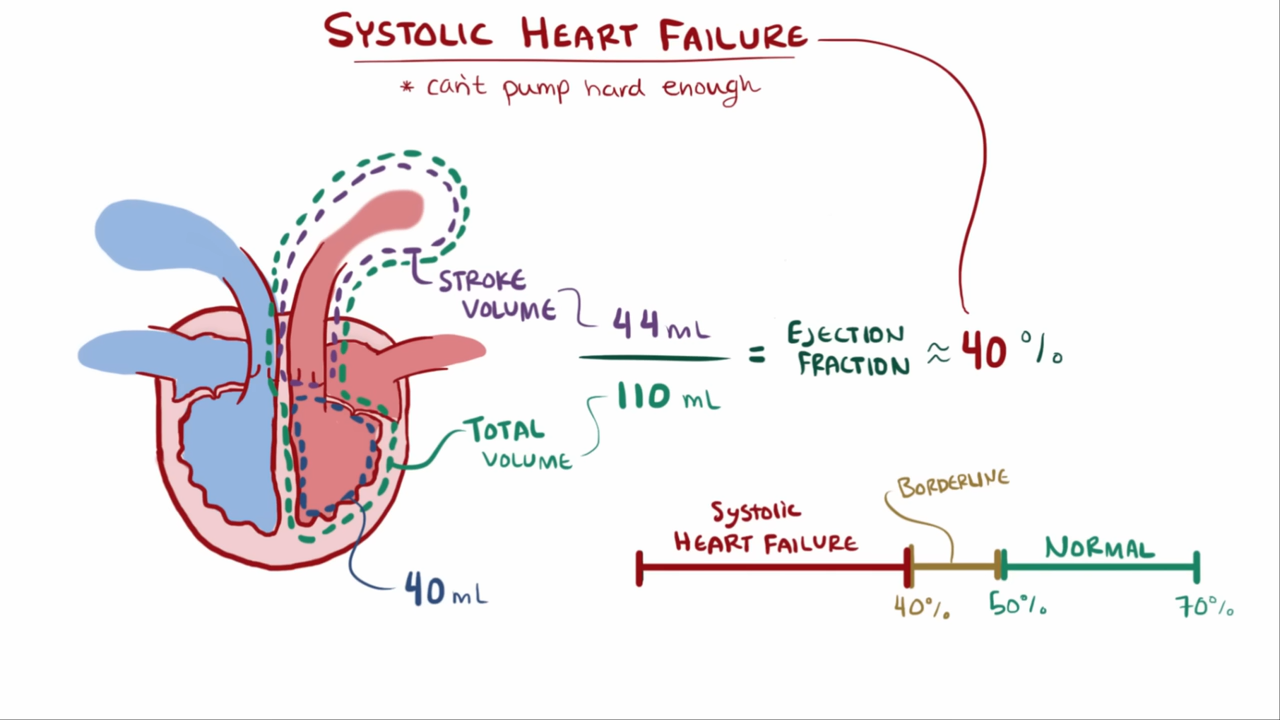 SYSTOLIC HEART FAILURE
* can't pump hard enough
STROKE
VOLUME
44 mL
110 mL
=
EJECTION
FRACTION
≈ 40 %
TOTAL
VOLUME
40 mL
BORDERLINE
Systolic
HEART FAILURE
NORMAL
40%
50%
70%